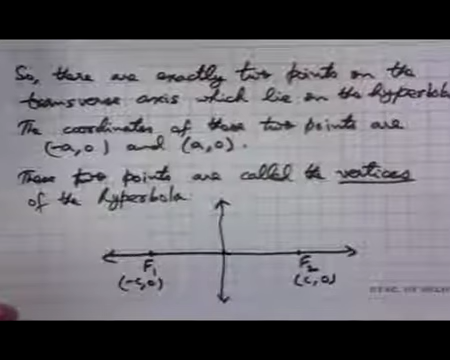 So, there are exactly two points on the
transverse axis which lie on the hyperbola
The coordinates of these two points are
(-a, 0) and (a, 0).
These two points are called the vertices
of the hyperbola
F1 F2
(-c, 0) (c, 0)